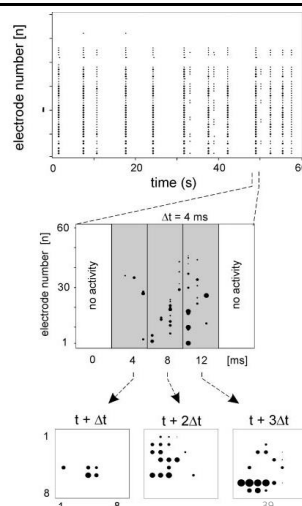 electrode number [n]
0 20 40 60
time (s)
Δt = 4 ms
electrode number [n]
60
30
1
no activity
no activity
0 4 8 12 [ms]
t + Δt t + 2Δt t + 3Δt
1
8
8